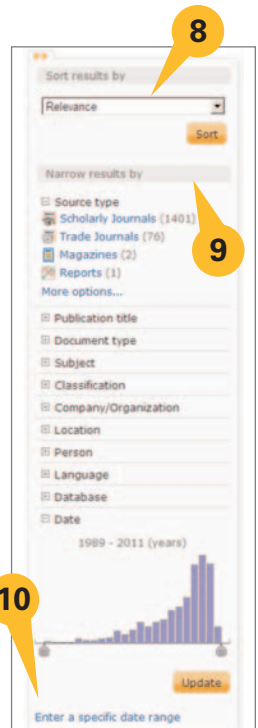 8
Sort results by
Relevance
Sort
Narrow results by
9
Source type
Scholarly Journals (1401)
Trade Journals (76)
Magazines (2)
Reports (1)
More options...
Publication title
Document type
Subject
Classification
Company/Organization
Location
Person
Language
Database
Date
1989 - 2011 (years)
10
Update
Enter a specific date range